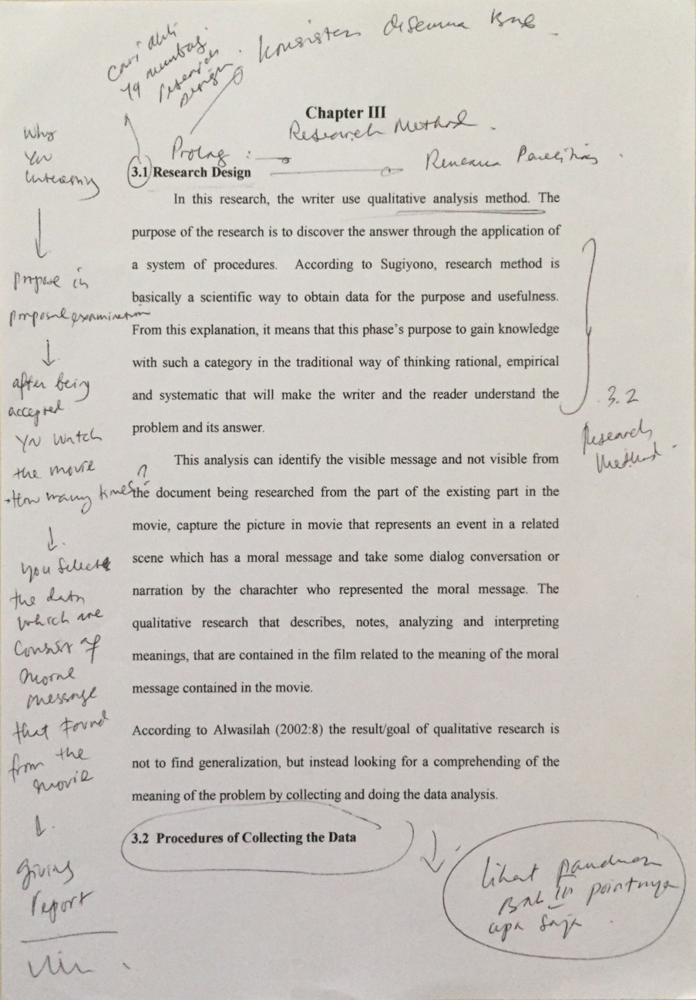 Cari ahli
yg membag
research
Design
. Konsisten disemua Bab
Chapter III
Research Method .
Prolog :
Rencana Penelitian .
3.1 Research Design
In this research, the writer use qualitative analysis method. The
purpose of the research is to discover the answer through the application of
a system of procedures. According to Sugiyono, research method is
basically a scientific way to obtain data for the purpose and usefulness.
From this explanation, it means that this phase's purpose to gain knowledge
with such a category in the traditional way of thinking rational, empirical
and systematic that will make the writer and the reader understand the
problem and its answer.
This analysis can identify the visible message and not visible from
the document being researched from the part of the existing part in the
movie, capture the picture in movie that represents an event in a related
scene which has a moral message and take some dialog conversation or
narration by the charachter who represented the moral message. The
qualitative research that describes, notes, analyzing and interpreting
meanings, that are contained in the film related to the meaning of the moral
message contained in the movie.
According to Alwasilah (2002:8) the result/goal of qualitative research is
not to find generalization, but instead looking for a comprehending of the
meaning of the problem by collecting and doing the data analysis.
3.2 Procedures of Collecting the Data
Why
you
propose in
proposal examination
after being
accepred
you watch
the movie
How many times?
you selecte
the data
which are
consist of
moral
message
that found
from the
movie
giving
report
3.2
Research
Method .
lihat panduan
Bab III pointnya
apa saja .